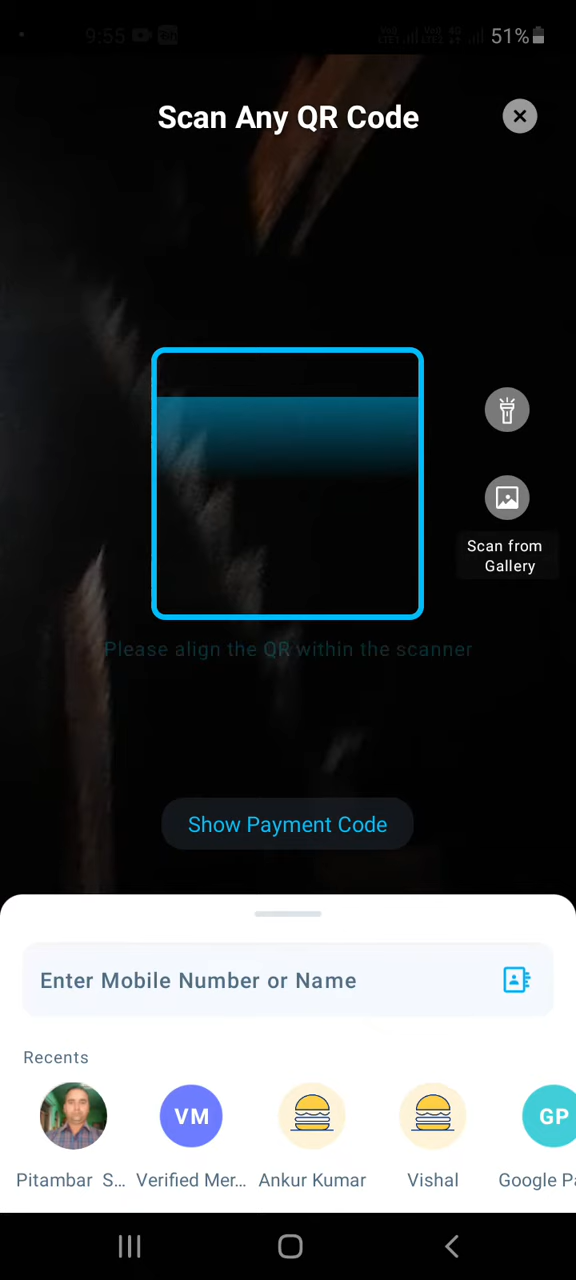 9:55
51%
Scan Any QR Code
Scan from
Gallery
Please align the QR within the scanner
Show Payment Code
Enter Mobile Number or Name
Recents
VM
GP
Pitambar S... Verified Mer... Ankur Kumar Vishal Google Pa